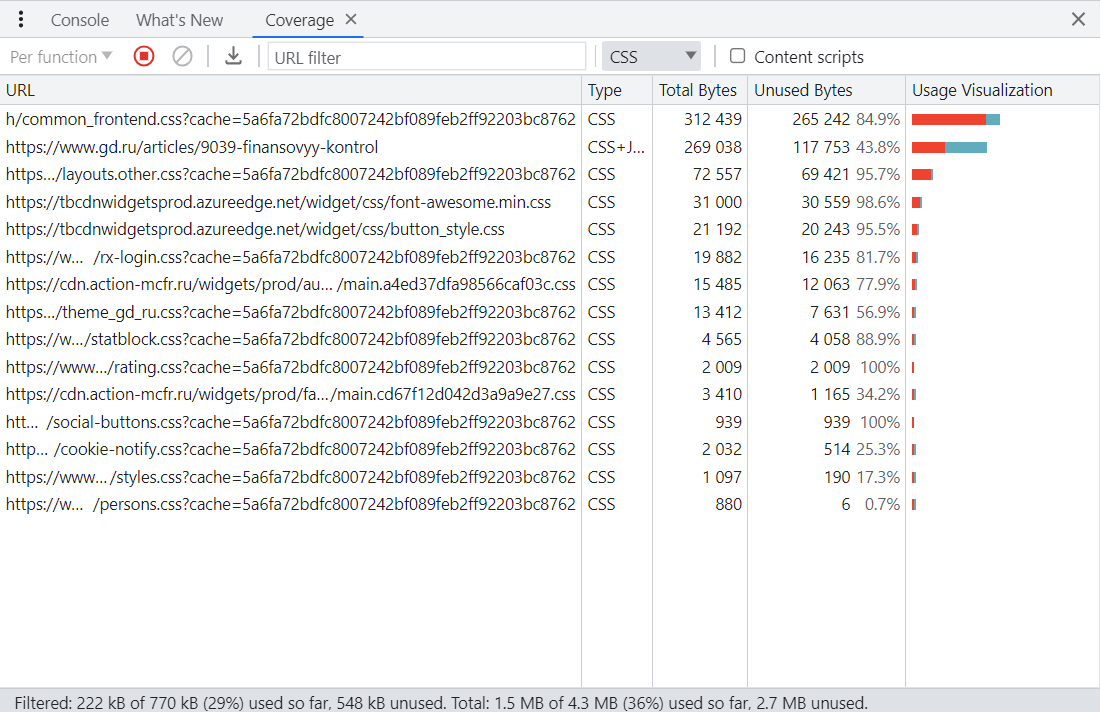 Console What's New Coverage
Per function URL filter CSS Content scripts
URL Type Total Bytes Unused Bytes Usage Visualization
h/common_frontend.css?cache=5a6fa72bdfc8007242bf089feb2ff92203bc8762 CSS 312 439 265 242 84.9%
https://www.gd.ru/articles/9039-finansovyy-kontrol CSS+J... 269 038 117 753 43.8%
https.../layouts.other.css?cache=5a6fa72bdfc8007242bf089feb2ff92203bc8762 CSS 72 557 69 421 95.7%
https://tbcdnwidgetsprod.azureedge.net/widget/css/font-awesome.min.css CSS 31 000 30 559 98.6%
https://tbcdnwidgetsprod.azureedge.net/widget/css/button_style.css CSS 21 192 20 243 95.5%
https://w... /rx-login.css?cache=5a6fa72bdfc8007242bf089feb2ff92203bc8762 CSS 19 882 16 235 81.7%
https://cdn.action-mcfr.ru/widgets/prod/au... /main.a4ed37dfa98566caf03c.css CSS 15 485 12 063 77.9%
https.../theme_gd_ru.css?cache=5a6fa72bdfc8007242bf089feb2ff92203bc8762 CSS 13 412 7 631 56.9%
https://w.../statblock.css?cache=5a6fa72bdfc8007242bf089feb2ff92203bc8762 CSS 4 565 4 058 88.9%
https://www.../rating.css?cache=5a6fa72bdfc8007242bf089feb2ff92203bc8762 CSS 2 009 2 009 100%
https://cdn.action-mcfr.ru/widgets/prod/fa.../main.cd67f12d042d3a9a9e27.css CSS 3 410 1 165 34.2%
htt... /social-buttons.css?cache=5a6fa72bdfc8007242bf089feb2ff92203bc8762 CSS 939 939 100%
http... /cookie-notify.css?cache=5a6fa72bdfc8007242bf089feb2ff92203bc8762 CSS 2 032 514 25.3%
https://www.../styles.css?cache=5a6fa72bdfc8007242bf089feb2ff92203bc8762 CSS 1 097 190 17.3%
https://w... /persons.css?cache=5a6fa72bdfc8007242bf089feb2ff92203bc8762 CSS 880 6 0.7%
Filtered: 222 kB of 770 kB (29%) used so far, 548 kB unused. Total: 1.5 MB of 4.3 MB (36%) used so far, 2.7 MB unused.